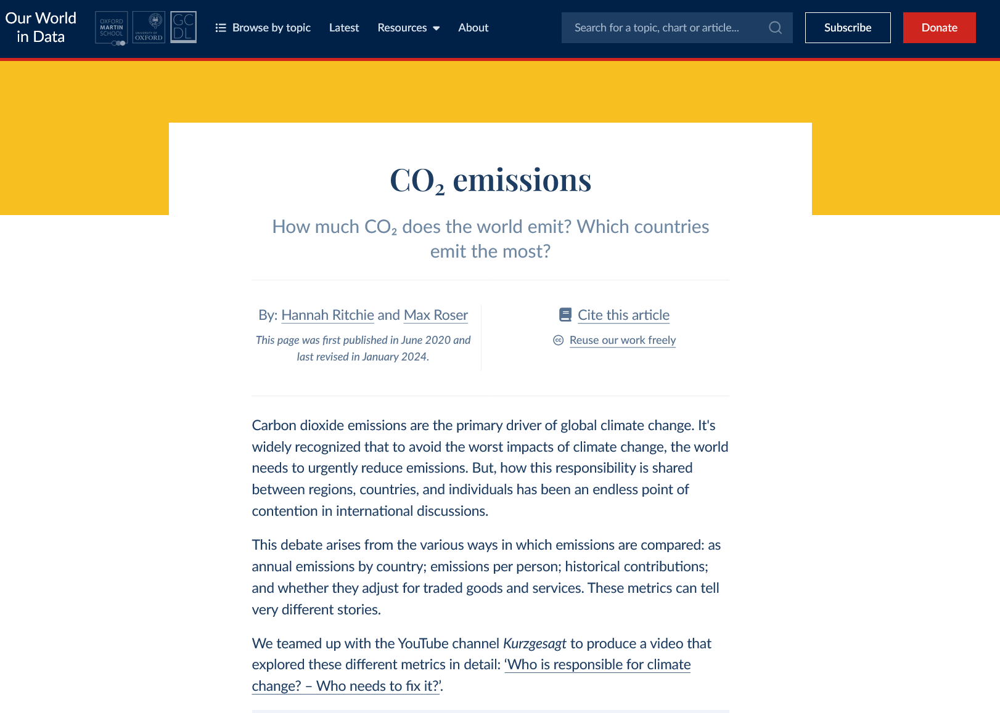 Our World
in Data
OXFORD
MARTIN
SCHOOL
UNIVERSITY OF
OXFORD
GC
DL
Browse by topic
Latest
Resources
About
Search for a topic, chart or article...
Subscribe
Donate
CO₂ emissions
How much CO₂ does the world emit? Which countries
emit the most?
By: Hannah Ritchie and Max Roser
This page was first published in June 2020 and
last revised in January 2024.
Cite this article
cc
Reuse our work freely
Carbon dioxide emissions are the primary driver of global climate change. It's
widely recognized that to avoid the worst impacts of climate change, the world
needs to urgently reduce emissions. But, how this responsibility is shared
between regions, countries, and individuals has been an endless point of
contention in international discussions.
This debate arises from the various ways in which emissions are compared: as
annual emissions by country; emissions per person; historical contributions;
and whether they adjust for traded goods and services. These metrics can tell
very different stories.
We teamed up with the YouTube channel Kurzgesagt to produce a video that
explored these different metrics in detail: ‘Who is responsible for climate
change? – Who needs to fix it?’.